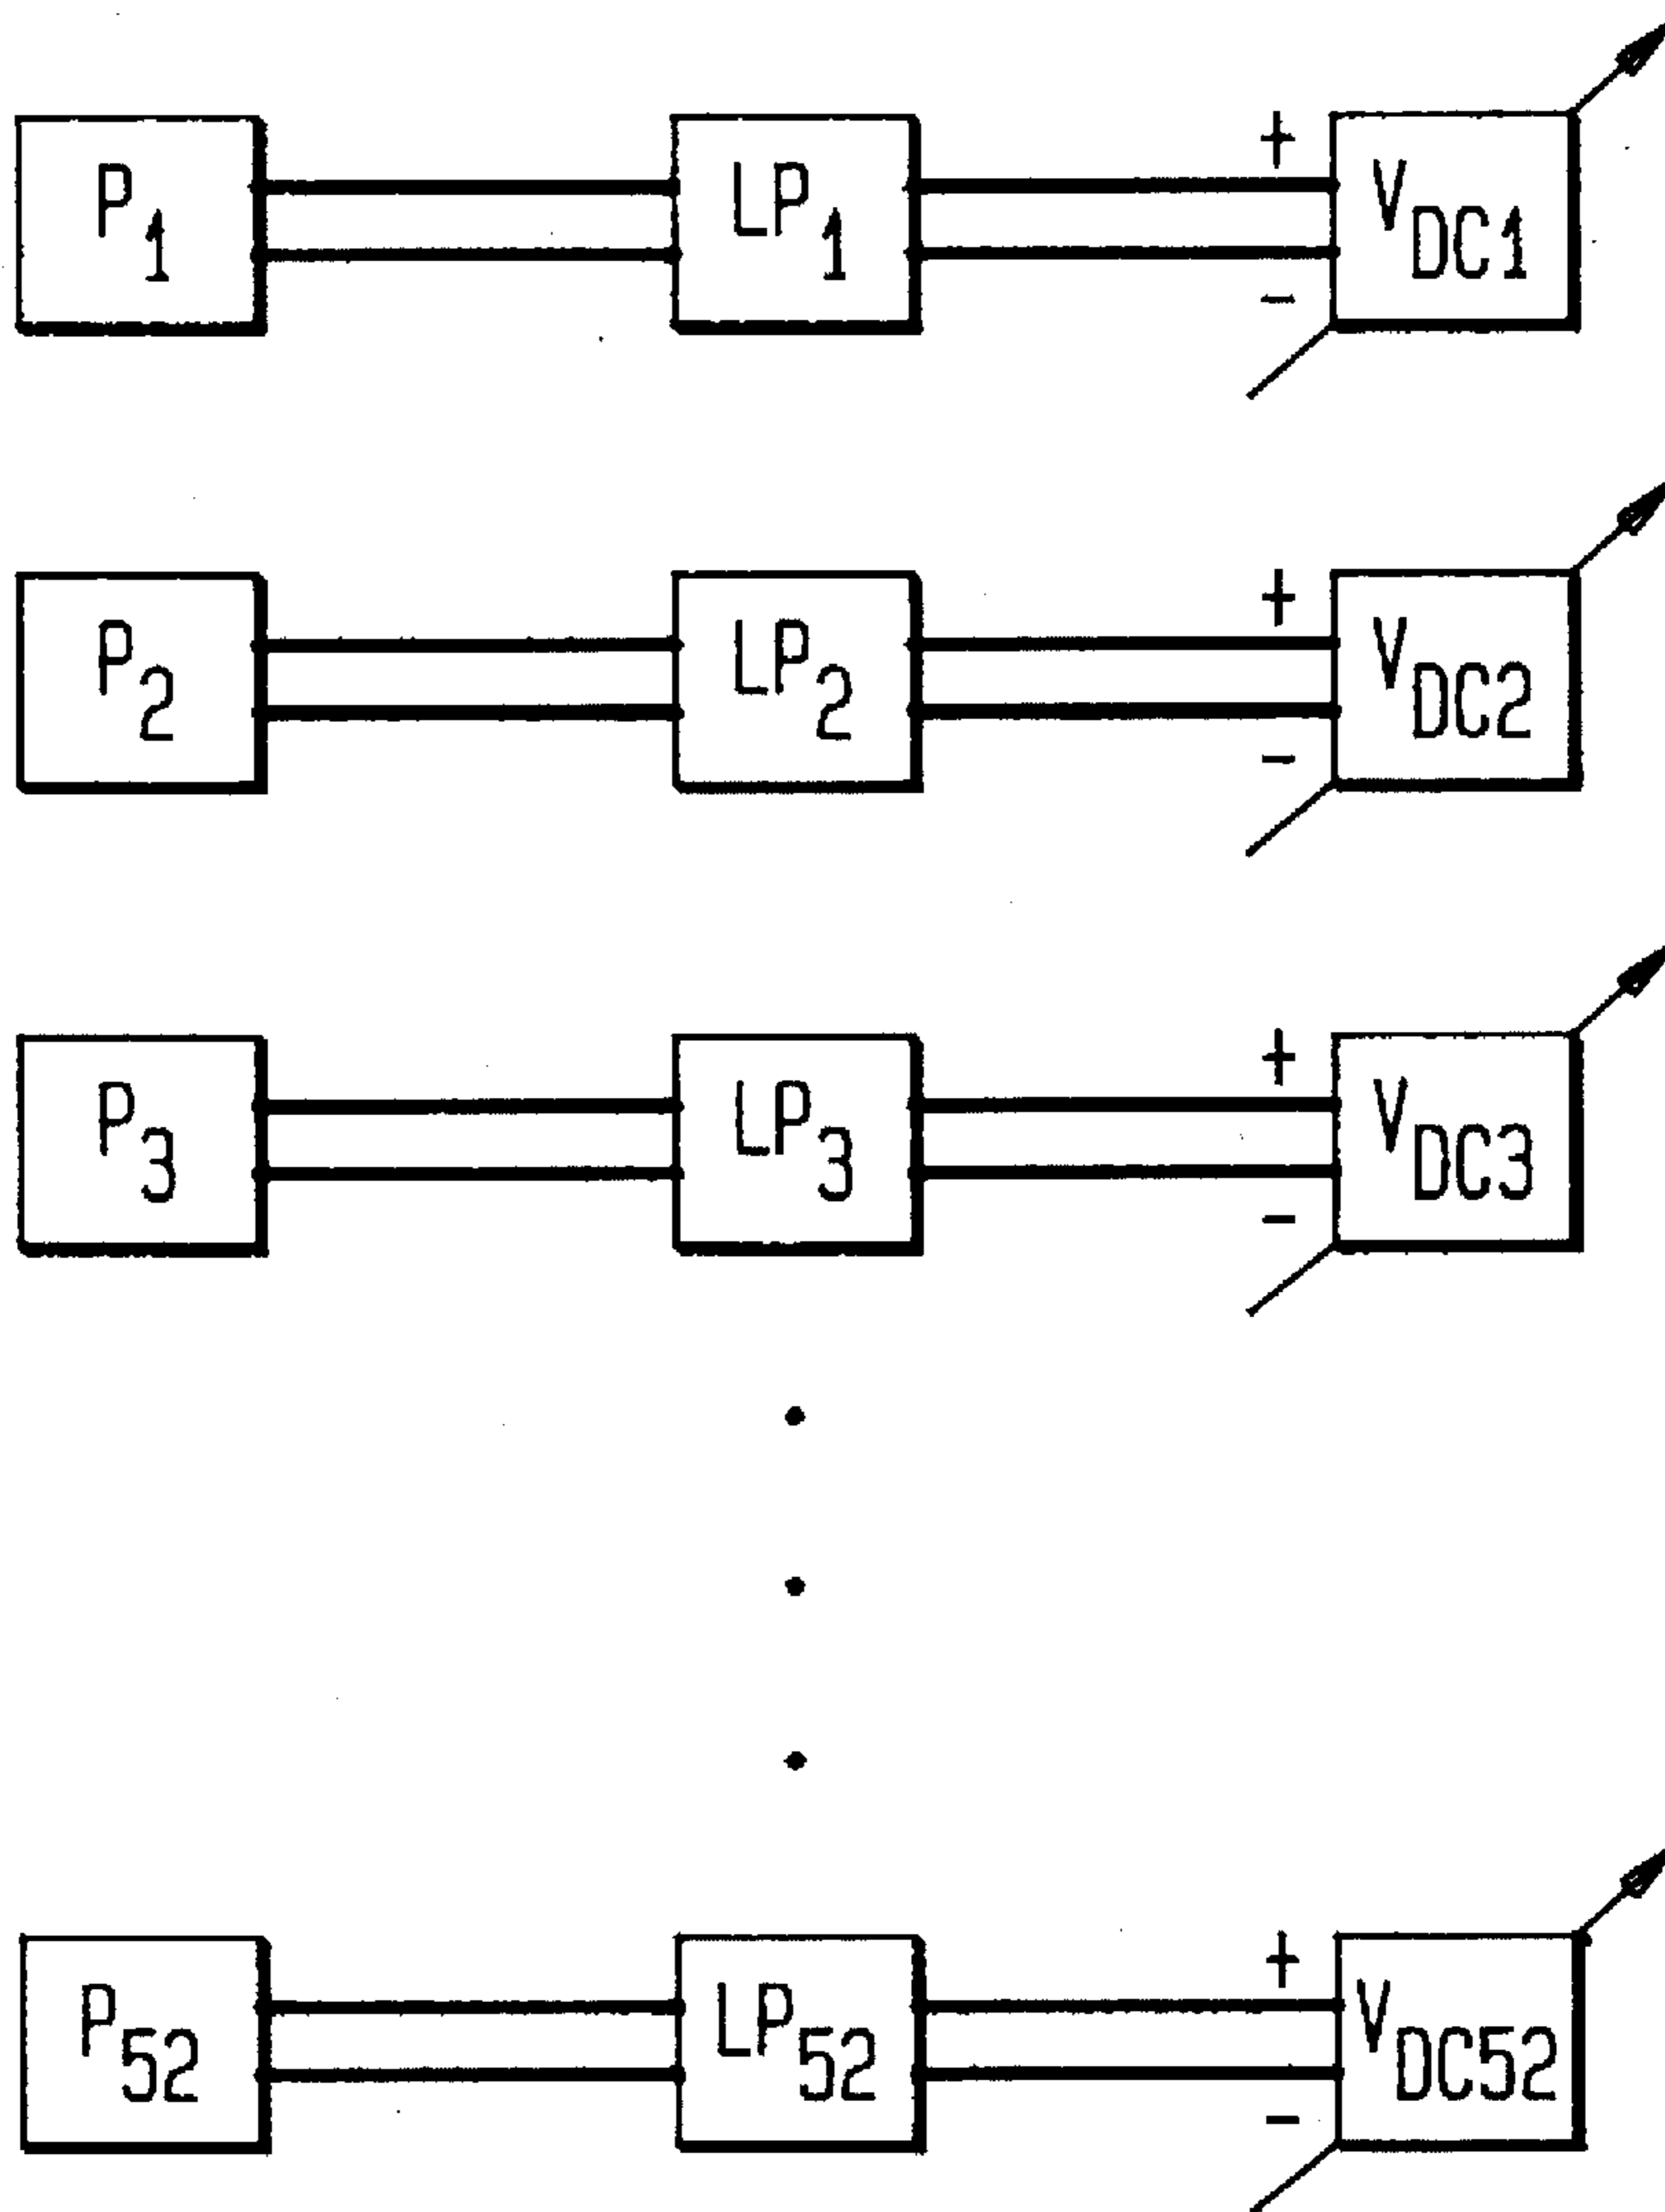 P1 LP1 + - VDC1
P2 LP2 + - VDC2
P3 LP3 + - VDC3
P52 LP52 + - VDC52